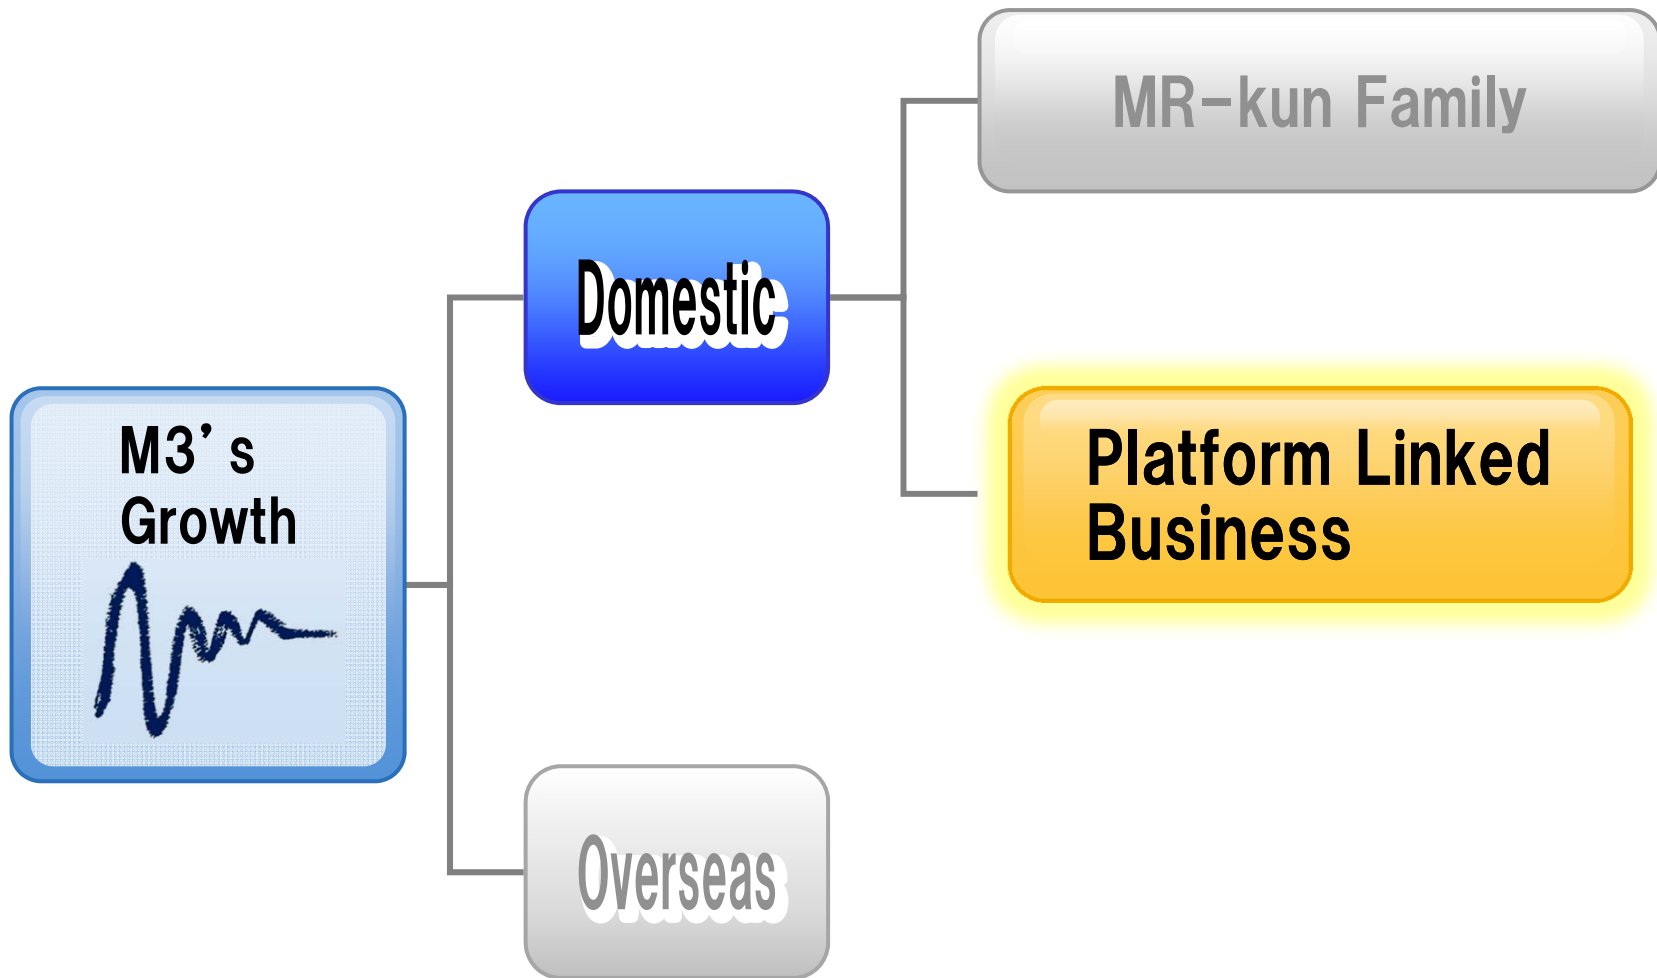 MR-kun Family
Domestic
M3's
Growth
Platform Linked
Business
Overseas